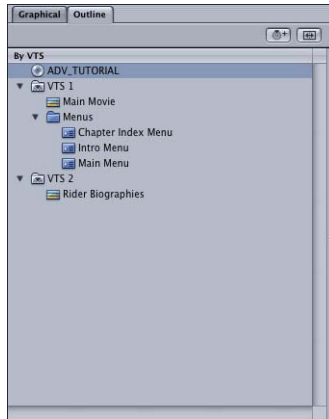 Graphical Outline
By VTS
ADV_TUTORIAL
VTS 1
Main Movie
Menus
Chapter Index Menu
Intro Menu
Main Menu
VTS 2
Rider Biographies